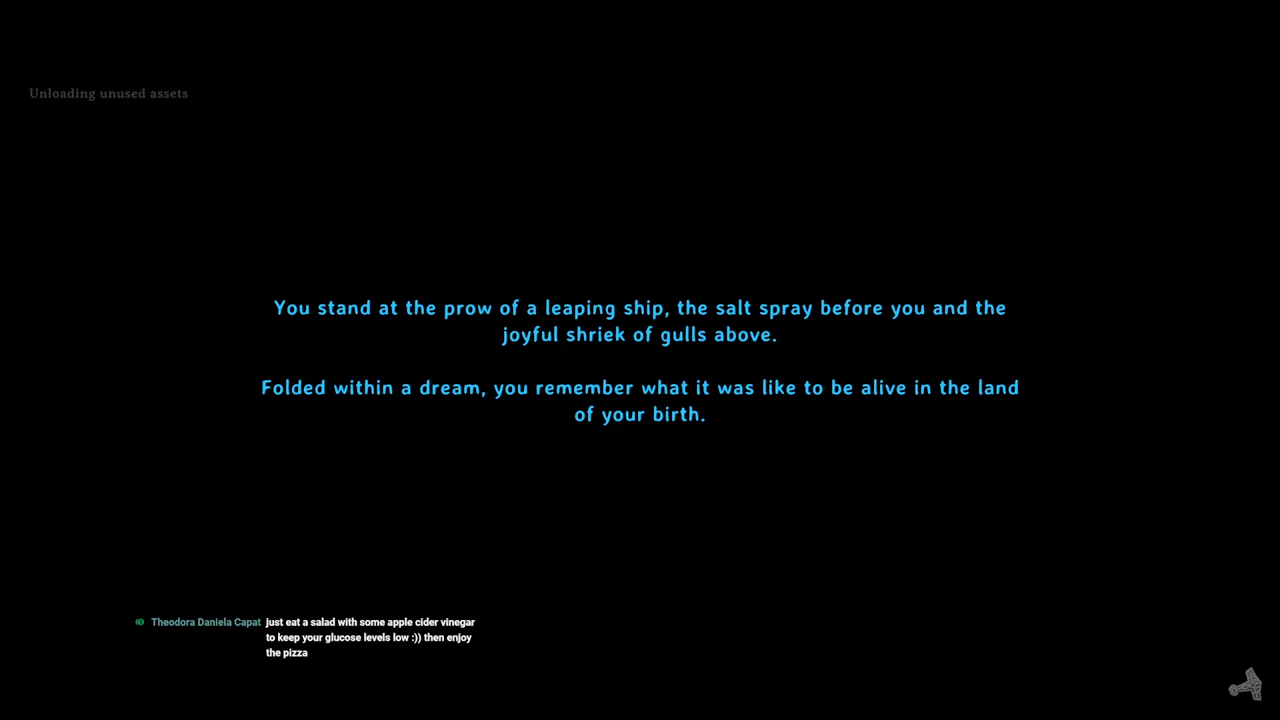 Unloading unused assets
You stand at the prow of a leaping ship, the salt spray before you and the
joyful shriek of gulls above.
Folded within a dream, you remember what it was like to be alive in the land
of your birth.
Theodora Daniela Capat just eat a salad with some apple cider vinegar
to keep your glucose levels low :)) then enjoy
the pizza